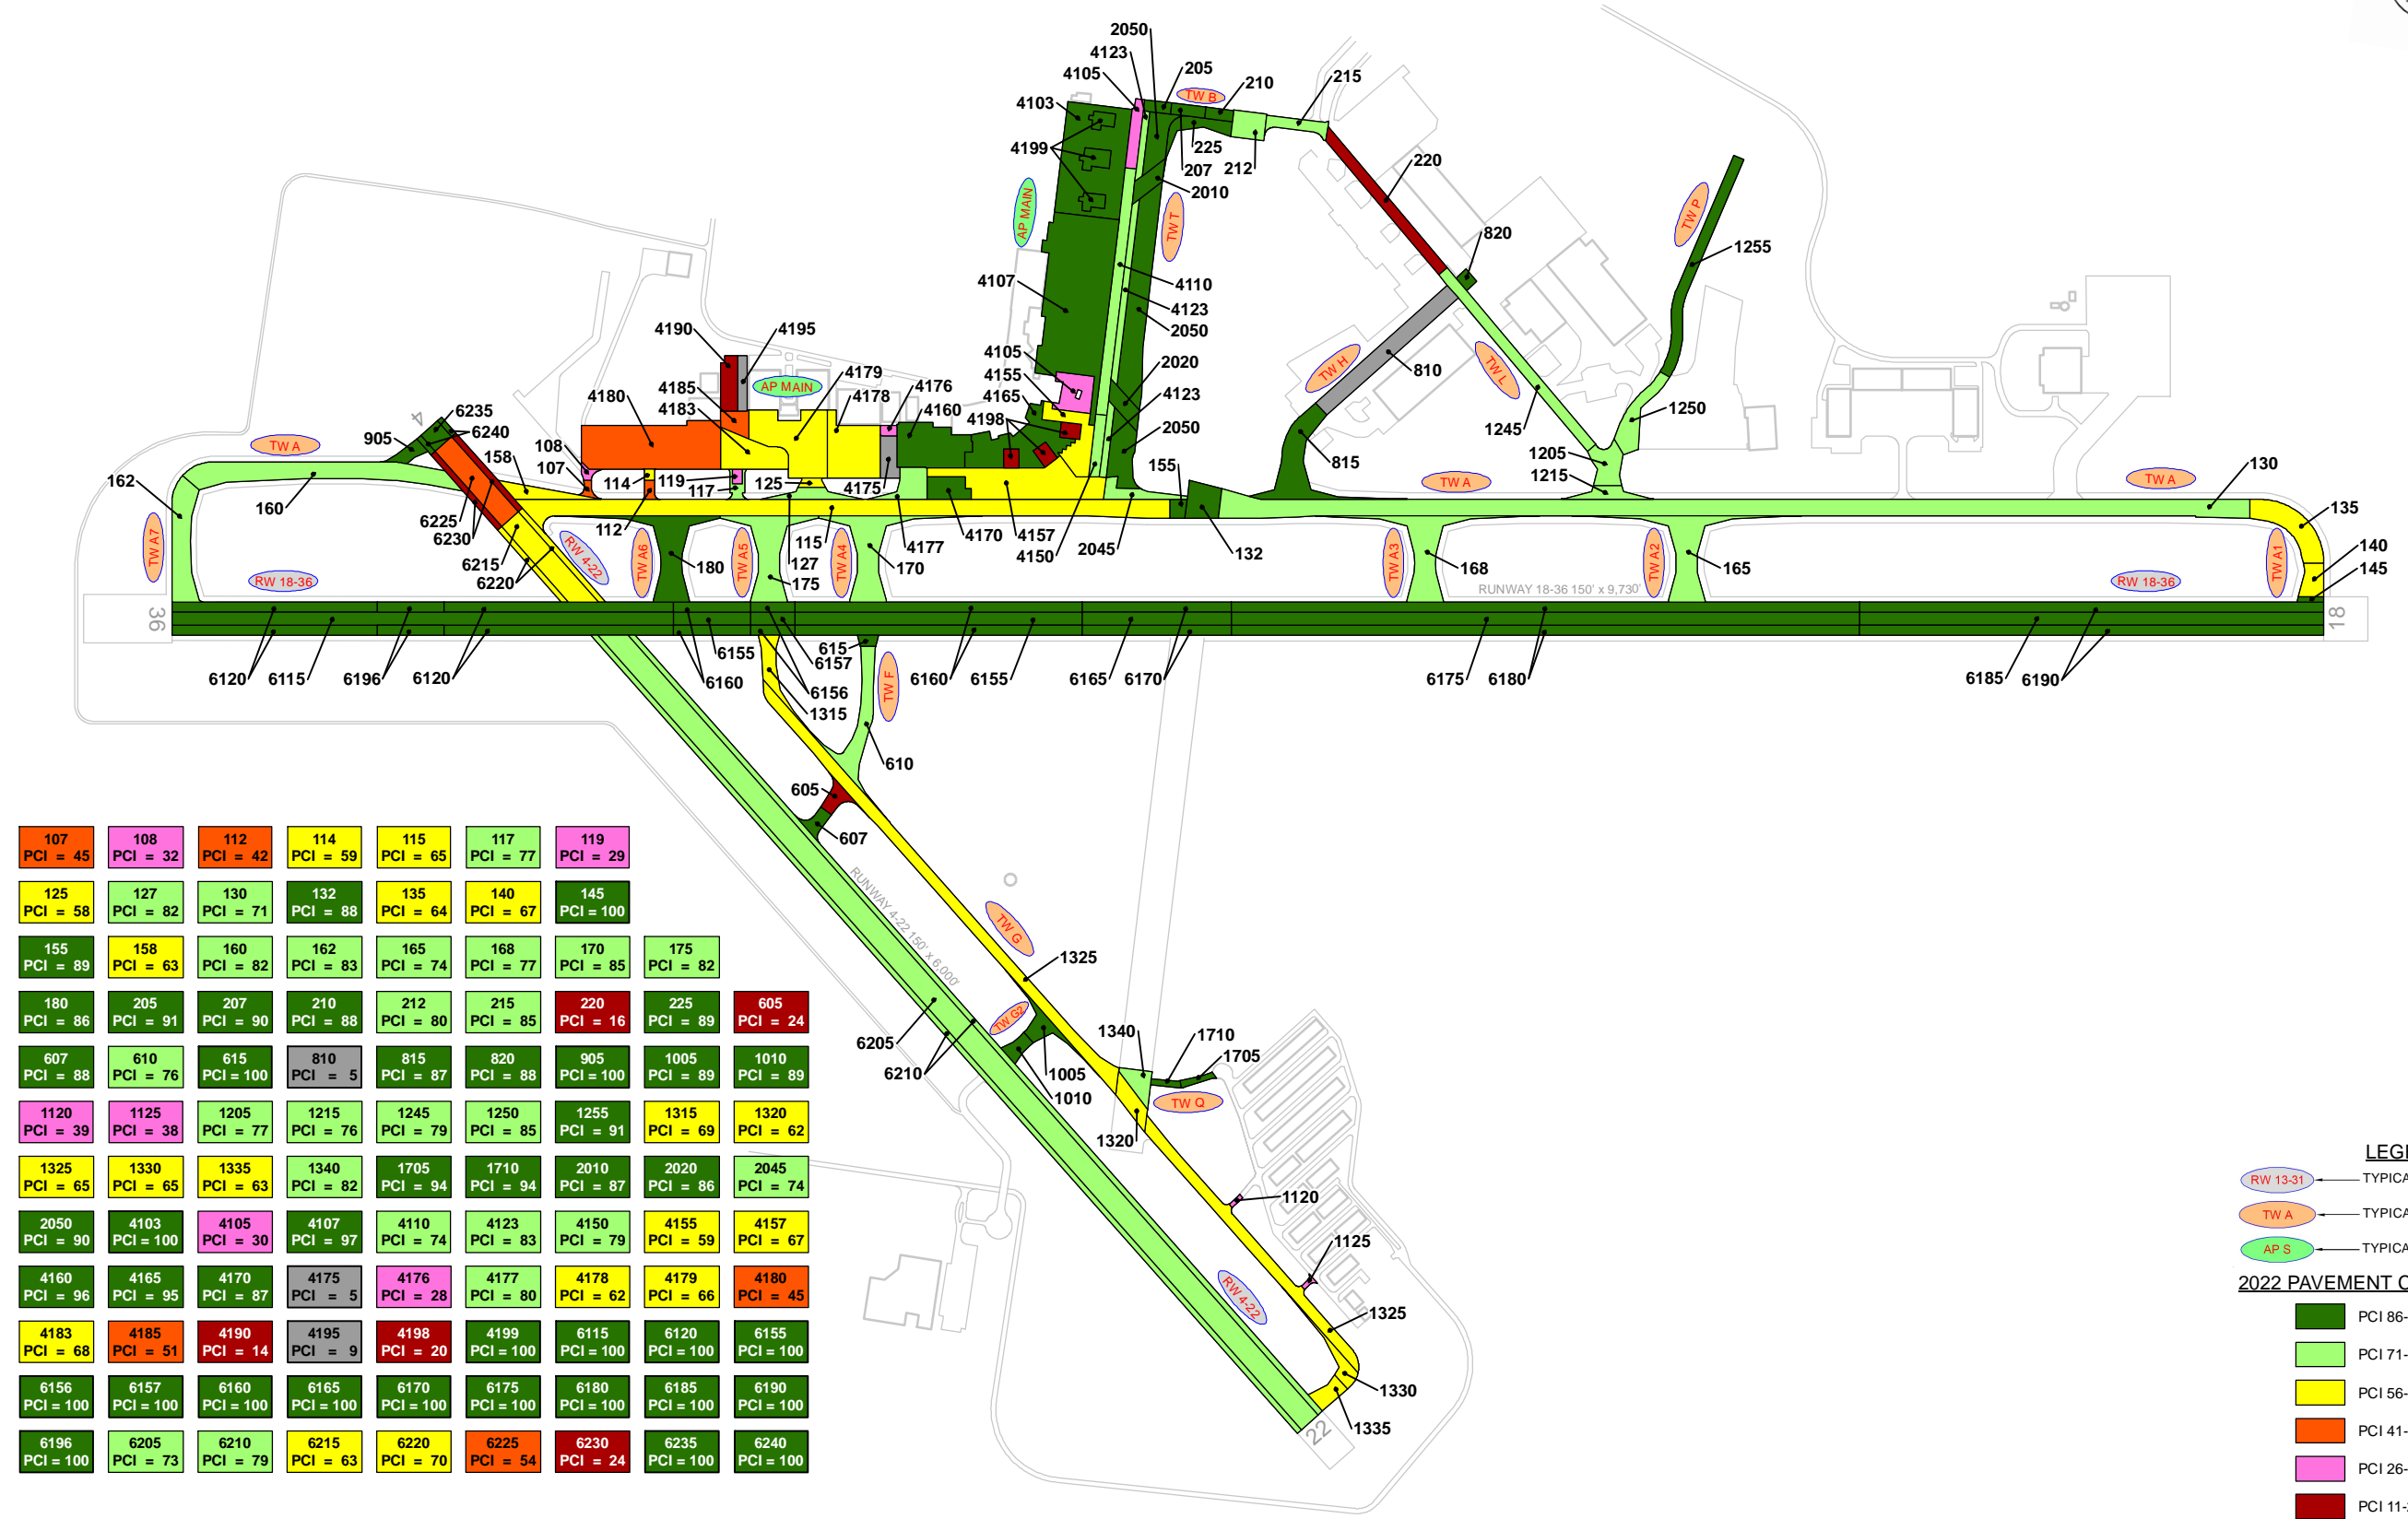 2050
4123
4105
205
TW B
210
215
4103
4199
225
207
212
2010
220
AP MAIN
TW T
TW P
820
1255
4107
4110
4123
2050
4190
4195
AP MAIN
4105
4155
4165
4198
2020
4123
2050
TW H
810
TW L
4180
4185
4183
4179
4178
4176
4160
1250
1245
4
6235
6240
905
TW A
158
108
107
114
119
117
125
4175
155
815
TW A
1205
1215
TW A
130
162
160
6225
6230
6215
6220
RW 4-22
112
115
127
175
4177
170
4170
4157
4150
2045
132
135
140
145
TW A7
RW 18-36
TW A6
180
TW A5
TW A4
TW A3
168
TW A2
165
RUNWAY 18-36 150' x 9,730'
RW 18-36
TW A1
36
18
6120
6115
6196
6120
6155
6160
615
6157
6156
1315
TW F
6160
6155
6165
6170
6175
6180
6185
6190
610
605
607
RUNWAY 4-22 150' x 6,000'
TW G
1325
TW G2
6205
6210
1005
1010
1340
1710
1705
TW Q
1320
1120
1125
RW 4-22
1325
1330
1335
22
107 108 112 114 115 117 119
PCI = 45 PCI = 32 PCI = 42 PCI = 59 PCI = 65 PCI = 77 PCI = 29
125 127 130 132 135 140 145
PCI = 58 PCI = 82 PCI = 71 PCI = 88 PCI = 64 PCI = 67 PCI = 100
155 158 160 162 165 168 170 175
PCI = 89 PCI = 63 PCI = 82 PCI = 83 PCI = 74 PCI = 77 PCI = 85 PCI = 82
180 205 207 210 212 215 220 225 605
PCI = 86 PCI = 91 PCI = 90 PCI = 88 PCI = 80 PCI = 85 PCI = 16 PCI = 89 PCI = 24
607 610 615 810 815 820 905 1005 1010
PCI = 88 PCI = 76 PCI = 100 PCI = 5 PCI = 87 PCI = 88 PCI = 100 PCI = 89 PCI = 89
1120 1125 1205 1215 1245 1250 1255 1315 1320
PCI = 39 PCI = 38 PCI = 77 PCI = 76 PCI = 79 PCI = 85 PCI = 91 PCI = 69 PCI = 62
1325 1330 1335 1340 1705 1710 2010 2020 2045
PCI = 65 PCI = 65 PCI = 63 PCI = 82 PCI = 94 PCI = 94 PCI = 87 PCI = 86 PCI = 74
2050 4103 4105 4107 4110 4123 4150 4155 4157
PCI = 90 PCI = 100 PCI = 30 PCI = 97 PCI = 74 PCI = 83 PCI = 79 PCI = 59 PCI = 67
4160 4165 4170 4175 4176 4177 4178 4179 4180
PCI = 96 PCI = 95 PCI = 87 PCI = 5 PCI = 28 PCI = 80 PCI = 62 PCI = 66 PCI = 45
4183 4185 4190 4195 4198 4199 6115 6120 6155
PCI = 68 PCI = 51 PCI = 14 PCI = 9 PCI = 20 PCI = 100 PCI = 100 PCI = 100 PCI = 100
6156 6157 6160 6165 6170 6175 6180 6185 6190
PCI = 100 PCI = 100 PCI = 100 PCI = 100 PCI = 100 PCI = 100 PCI = 100 PCI = 100 PCI = 100
6196 6205 6210 6215 6220 6225 6230 6235 6240
PCI = 100 PCI = 73 PCI = 79 PCI = 63 PCI = 70 PCI = 54 PCI = 24 PCI = 100 PCI = 100
RW 13-31
TW A
AP S
2022 PAVEMENT
PCI 86-
PCI 71-
PCI 56-
PCI 41-
PCI 26-
PCI 11-